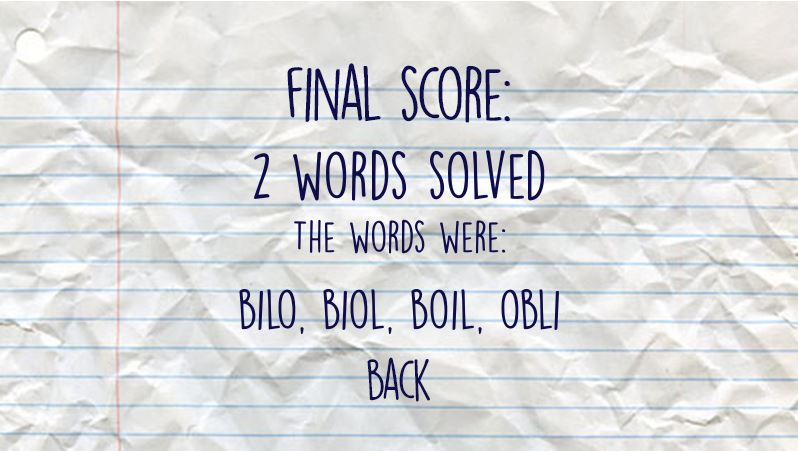 FINAL SCORE:
2 WORDS SOLVED
THE WORDS WERE:
BILO, BIOL, BOIL, OBLI
BACK